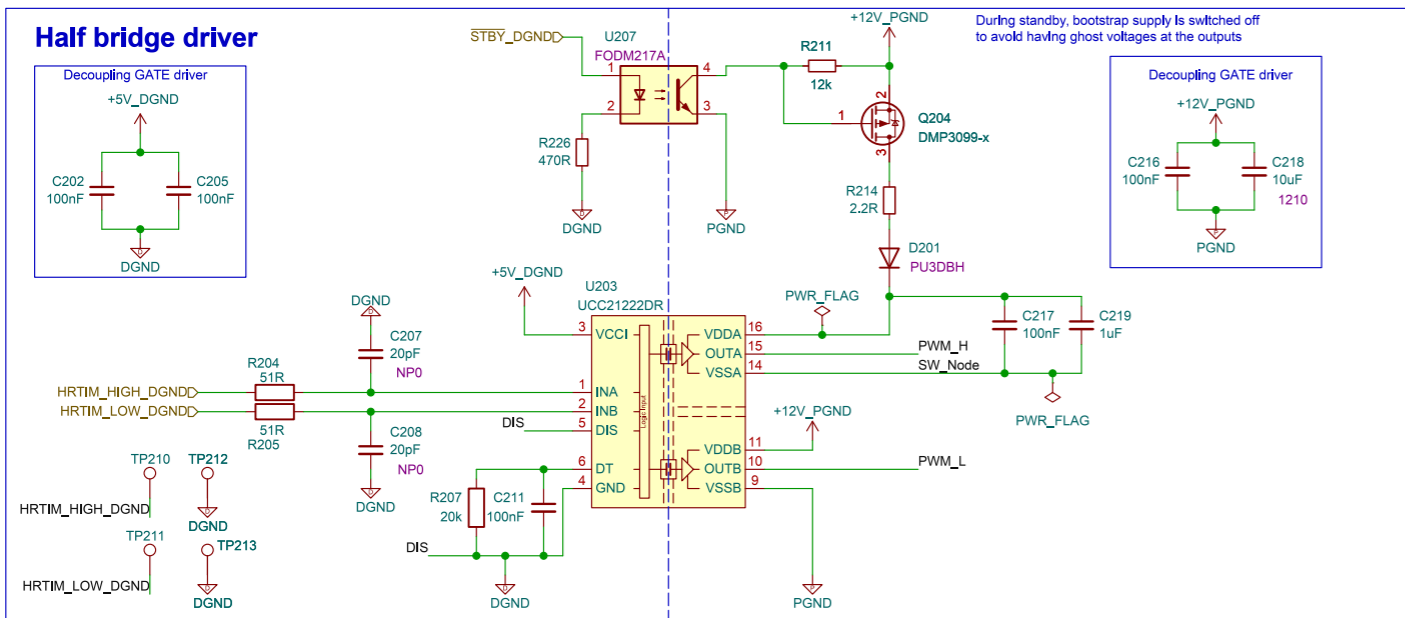 Half bridge driver
Decoupling GATE driver
+5V_DGND
C202
100nF
C205
100nF
DGND
STBY_DGND
U207
FODM217A
1
2
4
3
R226
470R
DGND
PGND
R211
12k
+12V_PGND
During standby, bootstrap supply is switched off
to avoid having ghost voltages at the outputs
2
1
3
Q204
DMP3099-x
R214
2.2R
D201
PU3DBH
Decoupling GATE driver
+12V_PGND
C216
100nF
C218
10uF
1210
PGND
+5V_DGND
U203
UCC21222DR
PWR_FLAG
3
VCCI
VDDA
16
OUTA
15
PWM_H
VSSA
14
SW_Node
C217
100nF
C219
1uF
PWR_FLAG
DGND
C207
20pF
NP0
R204
51R
HRTIM_HIGH_DGND
HRTIM_LOW_DGND
51R
R205
1
INA
2
INB
5
DIS
DIS
Logic Input
C208
20pF
NP0
DGND
+12V_PGND
VDDB
11
OUTB
10
PWM_L
VSSB
9
6
DT
4
GND
R207
20k
C211
100nF
DIS
DGND
PGND
TP210
HRTIM_HIGH_DGND
TP212
DGND
TP211
HRTIM_LOW_DGND
TP213
DGND